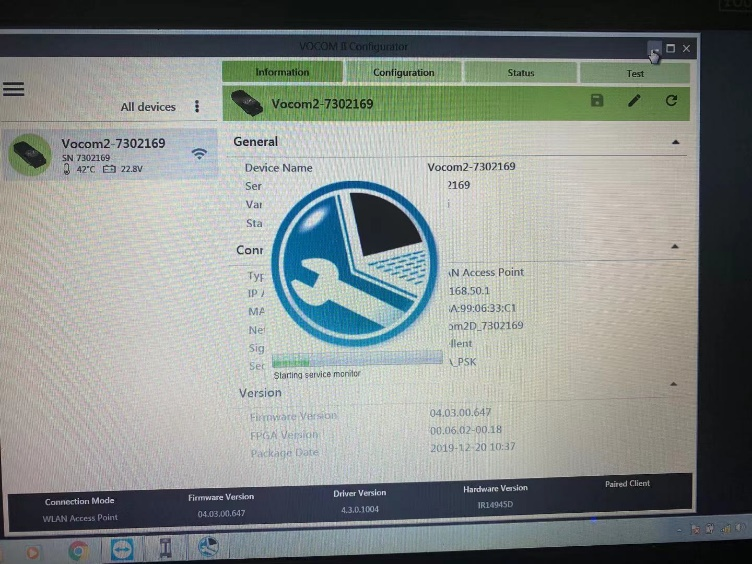 VOCOM II Configurator
Information
Configuration
Status
Test
All devices
Vocom2-7302169
Vocom2-7302169
SN 7302169
42°C 22.8V
General
Device Name Vocom2-7302169
Ser 2169
Var i
Sta
Conn
Typ AN Access Point
IP A 168.50.1
MA A:99:06:33:C1
Net om2D_7302169
Sig llent
Sec A_PSK
Starting service monitor
Version
Firmware Version 04.03.00.647
FPGA Version 00.06.02-00.18
Package Date 2019-12-20 10:37
Connection Mode Firmware Version Driver Version Hardware Version Paired Client
WLAN Access Point 04.03.00.647 4.3.0.1004 IR14945D